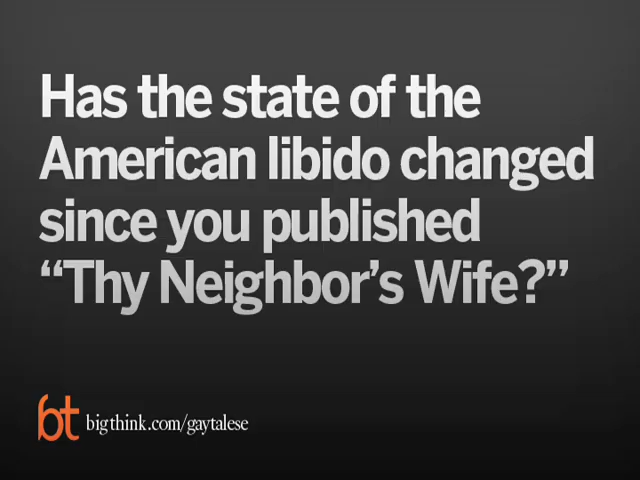 Has the state of the
American libido changed
since you published
“Thy Neighbor’s Wife?”
bt bigthink.com/gaytalese